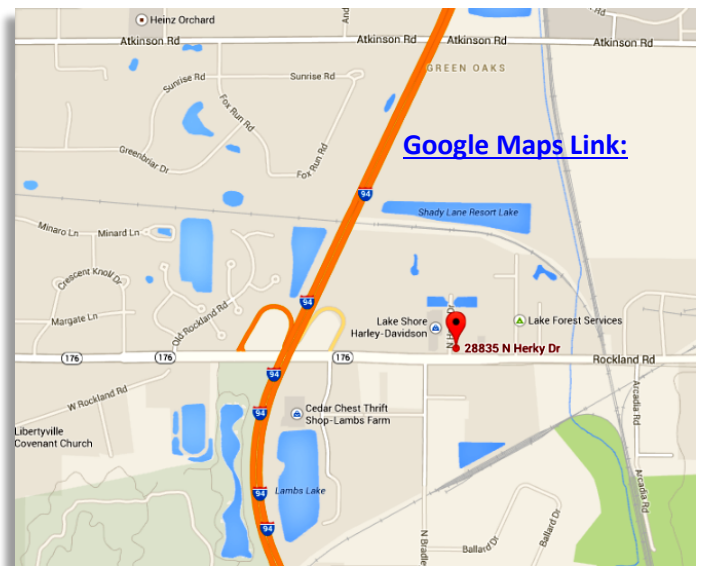 Heinz Orchard
Atkinson Rd
Atkinson Rd
Atkinson Rd
Atkinson Rd
GREEN OAKS
Sunrise Rd
Sunrise Rd
Fox Run Rd
Google Maps Link:
Greenbriar Dr
Fox Run Rd
94
Shady Lane Resort Lake
Minaro Ln
Minard Ln
Crescent Knoll Dr
94
Margate Ln
Old Rockland Rd
Lake Shore
Harley-Davidson
Lake Forest Services
28835 N Herky Dr
176
176
176
Rockland Rd
94
W Rockland Rd
Arcadia Rd
94
Cedar Chest Thrift
Shop-Lambs Farm
Libertyville
Covenant Church
94
Lambs Lake
Arcadia Rd
94
N Bradle
Ballard Dr
Ballard Dr